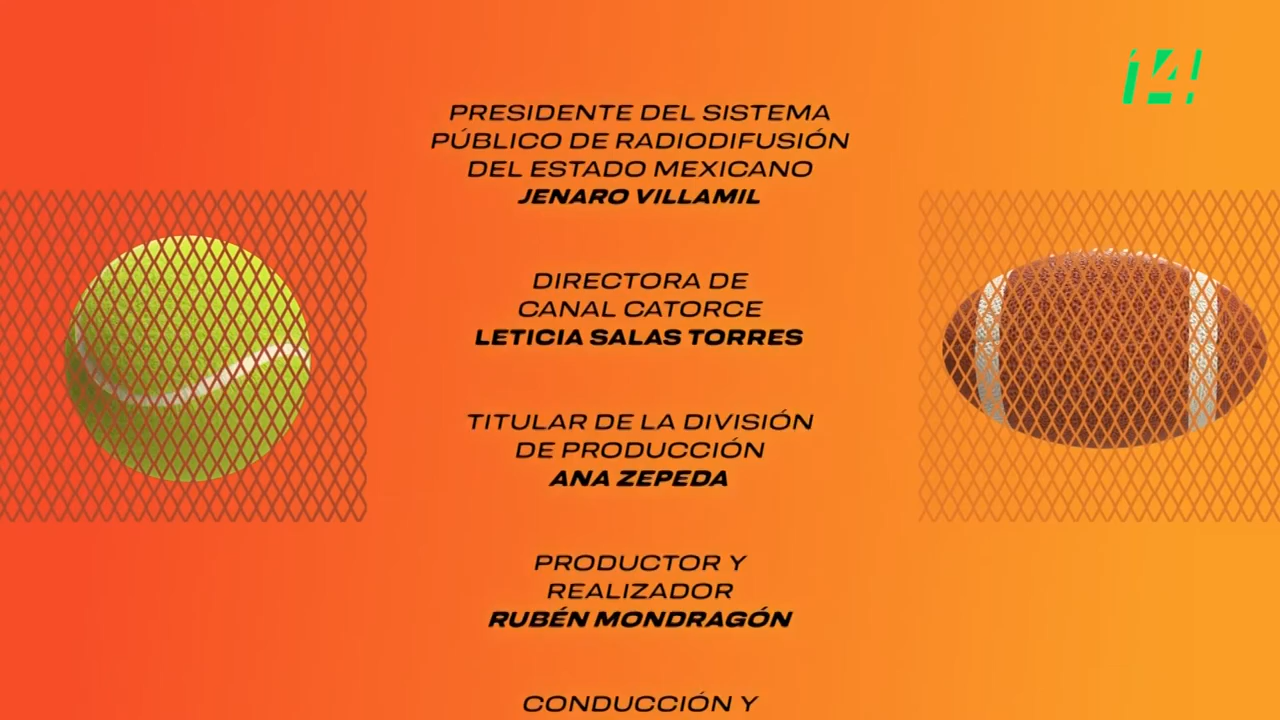 ¡14!
PRESIDENTE DEL SISTEMA
PÚBLICO DE RADIODIFUSIÓN
DEL ESTADO MEXICANO
JENARO VILLAMIL
DIRECTORA DE
CANAL CATORCE
LETICIA SALAS TORRES
TITULAR DE LA DIVISIÓN
DE PRODUCCIÓN
ANA ZEPEDA
PRODUCTOR Y
REALIZADOR
RUBÉN MONDRAGÓN
CONDUCCIÓN Y